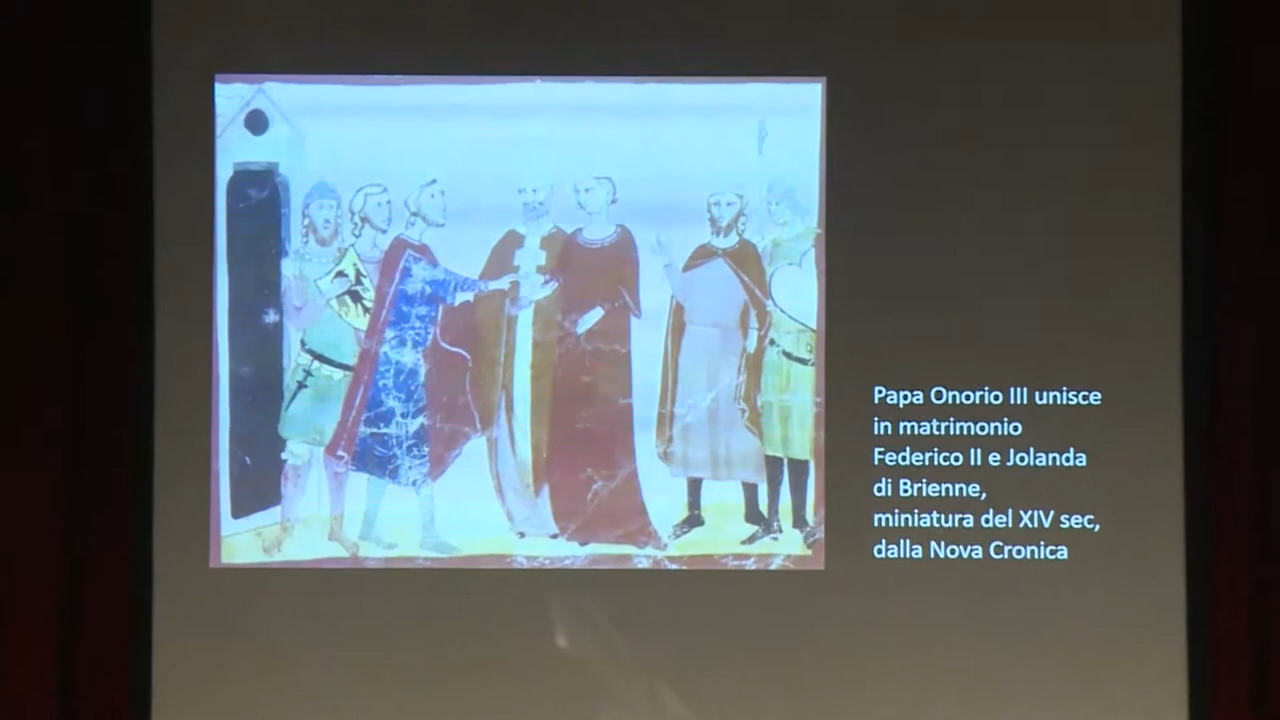 Papa Onorio III unisce
in matrimonio
Federico II e Jolanda
di Brienne,
miniatura del XIV sec,
dalla Nova Cronica